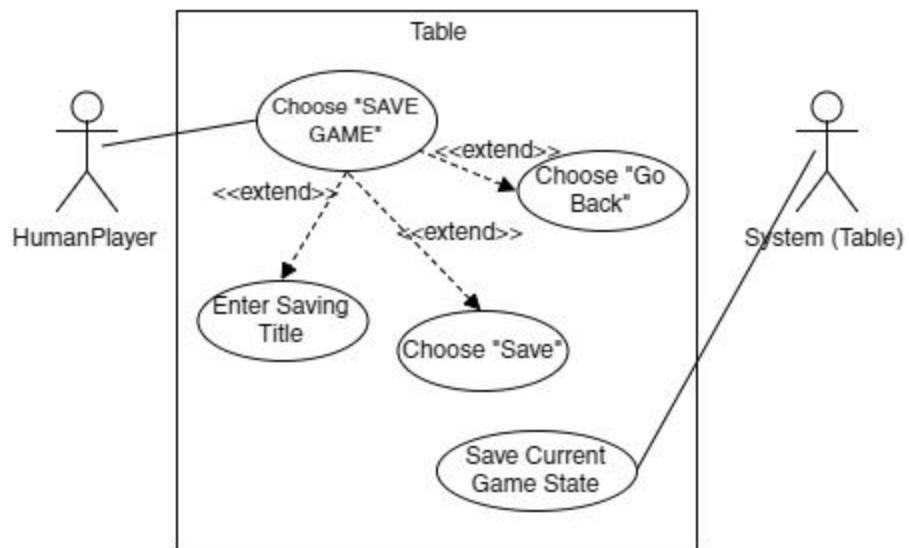 Table
Choose "SAVE
GAME"
<<extend>>
Choose "Go
Back"
<<extend>>
<<extend>>
HumanPlayer
System (Table)
Enter Saving
Title
Choose "Save"
Save Current
Game State